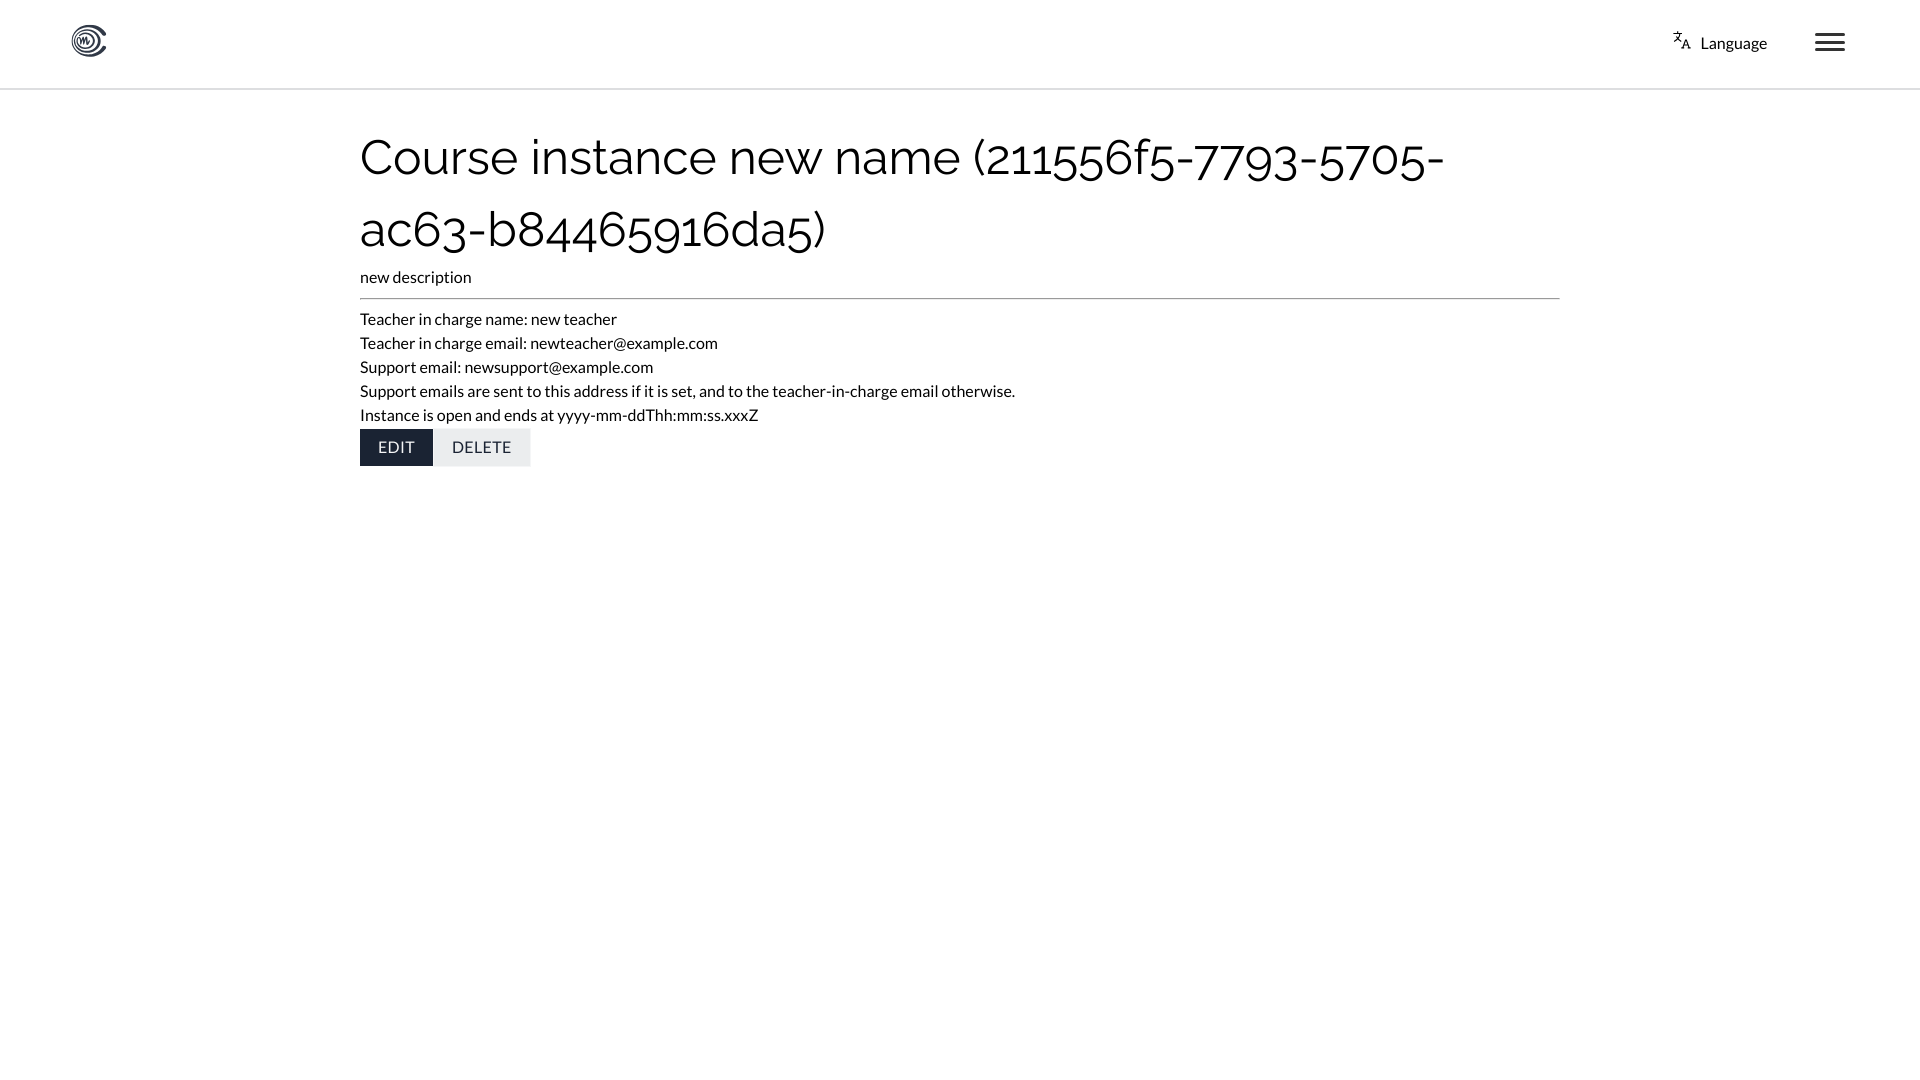 Language
Course instance new name (211556f5-7793-5705-
ac63-b84465916da5)
new description
Teacher in charge name: new teacher
Teacher in charge email: newteacher@example.com
Support email: newsupport@example.com
Support emails are sent to this address if it is set, and to the teacher-in-charge email otherwise.
Instance is open and ends at yyyy-mm-ddThh:mm:ss.xxxZ
EDIT DELETE